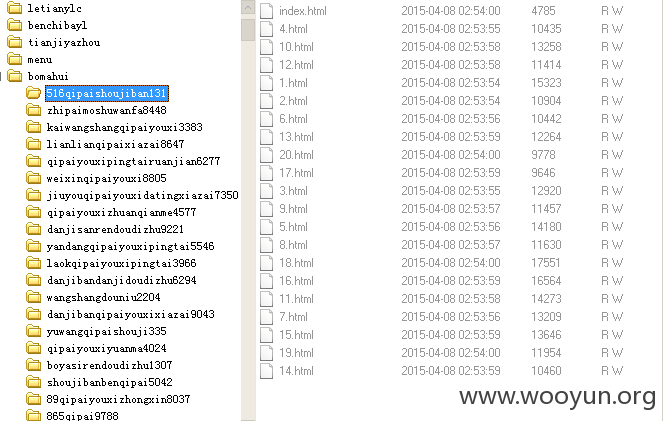 letianylc
benchibayl
tianjiyazhou
menu
bomahui
516qipaishoujiban131
zhipaimoshuwanfa8448
kaiwangshangqipaiyouxi3383
lianlianqipaixiazai8647
qipaiyouxipingtairuanjian6277
weixinqipaiyouxi8805
jiuyouqipaiyouxidatingxiazai7350
qipaiyouxizhuanqianme4577
danjisanrendoudizhu9221
yandangqipaiyouxipingtai5546
laokqipaiyouxipingtai3966
danjibandanjidoudizhu6294
wangshangdouniu2204
danjibanqipaiyouxixiazai9043
yuwangqipaishouji335
qipaiyouxiyuanma4024
boyasirendoudizhu1307
shoujibanbenqipai5042
89qipaiyouxizhongxin8037
865qipai9788
index.html 2015-04-08 02:54:00 4785 R W
4.html 2015-04-08 02:53:55 10435 R W
10.html 2015-04-08 02:53:58 13258 R W
12.html 2015-04-08 02:53:58 11414 R W
1.html 2015-04-08 02:53:54 15323 R W
2.html 2015-04-08 02:53:54 10904 R W
6.html 2015-04-08 02:53:56 10442 R W
13.html 2015-04-08 02:53:59 12264 R W
20.html 2015-04-08 02:54:00 9778 R W
17.html 2015-04-08 02:53:59 9646 R W
3.html 2015-04-08 02:53:55 12920 R W
9.html 2015-04-08 02:53:57 11457 R W
5.html 2015-04-08 02:53:56 14180 R W
8.html 2015-04-08 02:53:57 11630 R W
18.html 2015-04-08 02:54:00 17551 R W
16.html 2015-04-08 02:53:59 16564 R W
11.html 2015-04-08 02:53:58 14273 R W
7.html 2015-04-08 02:53:56 13209 R W
15.html 2015-04-08 02:53:59 13646 R W
19.html 2015-04-08 02:54:00 11954 R W
14.html 2015-04-08 02:53:59 10460 R W
www.wooyun.org